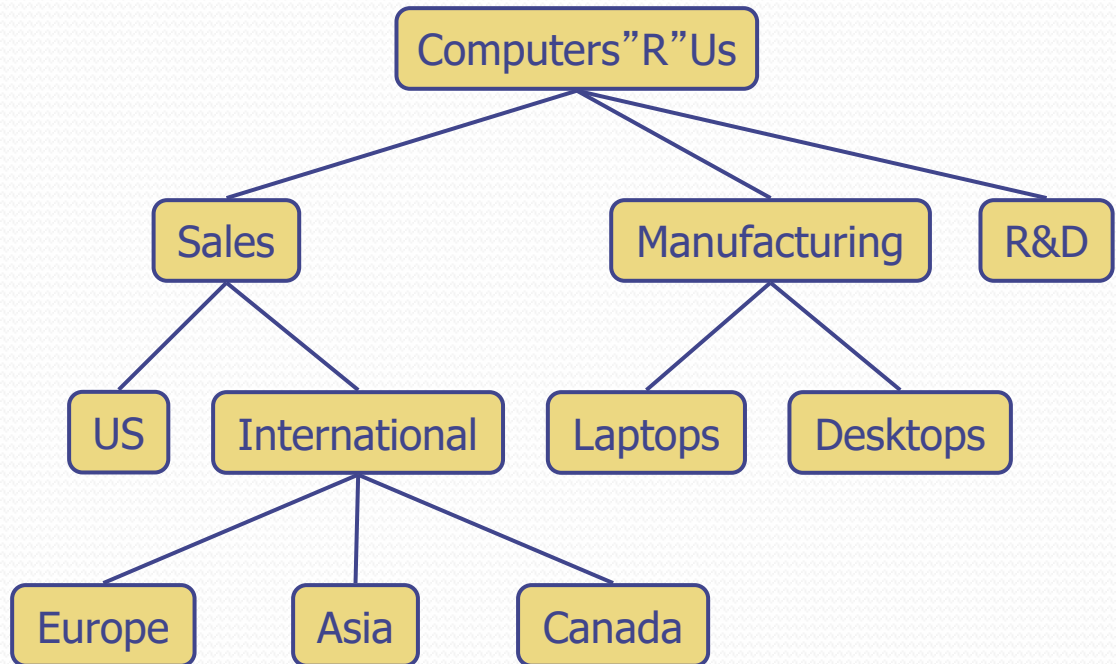 Computers”R”Us
Sales
Manufacturing
R&D
US
International
Laptops
Desktops
Europe
Asia
Canada